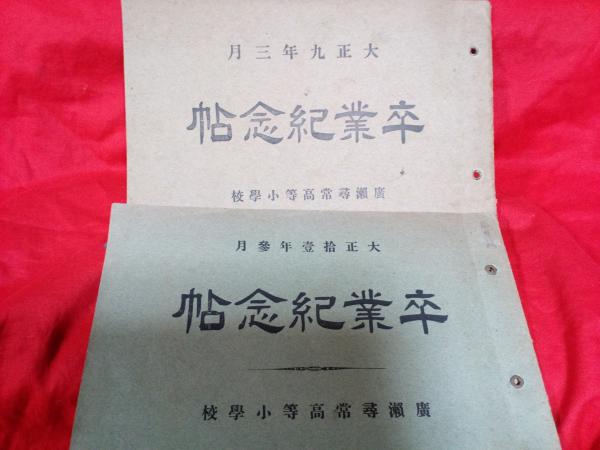 大正九年三月
卒業紀念帖
廣瀨尋常高等小學校
大正拾壹年參月
卒業紀念帖
廣瀨尋常高等小學校